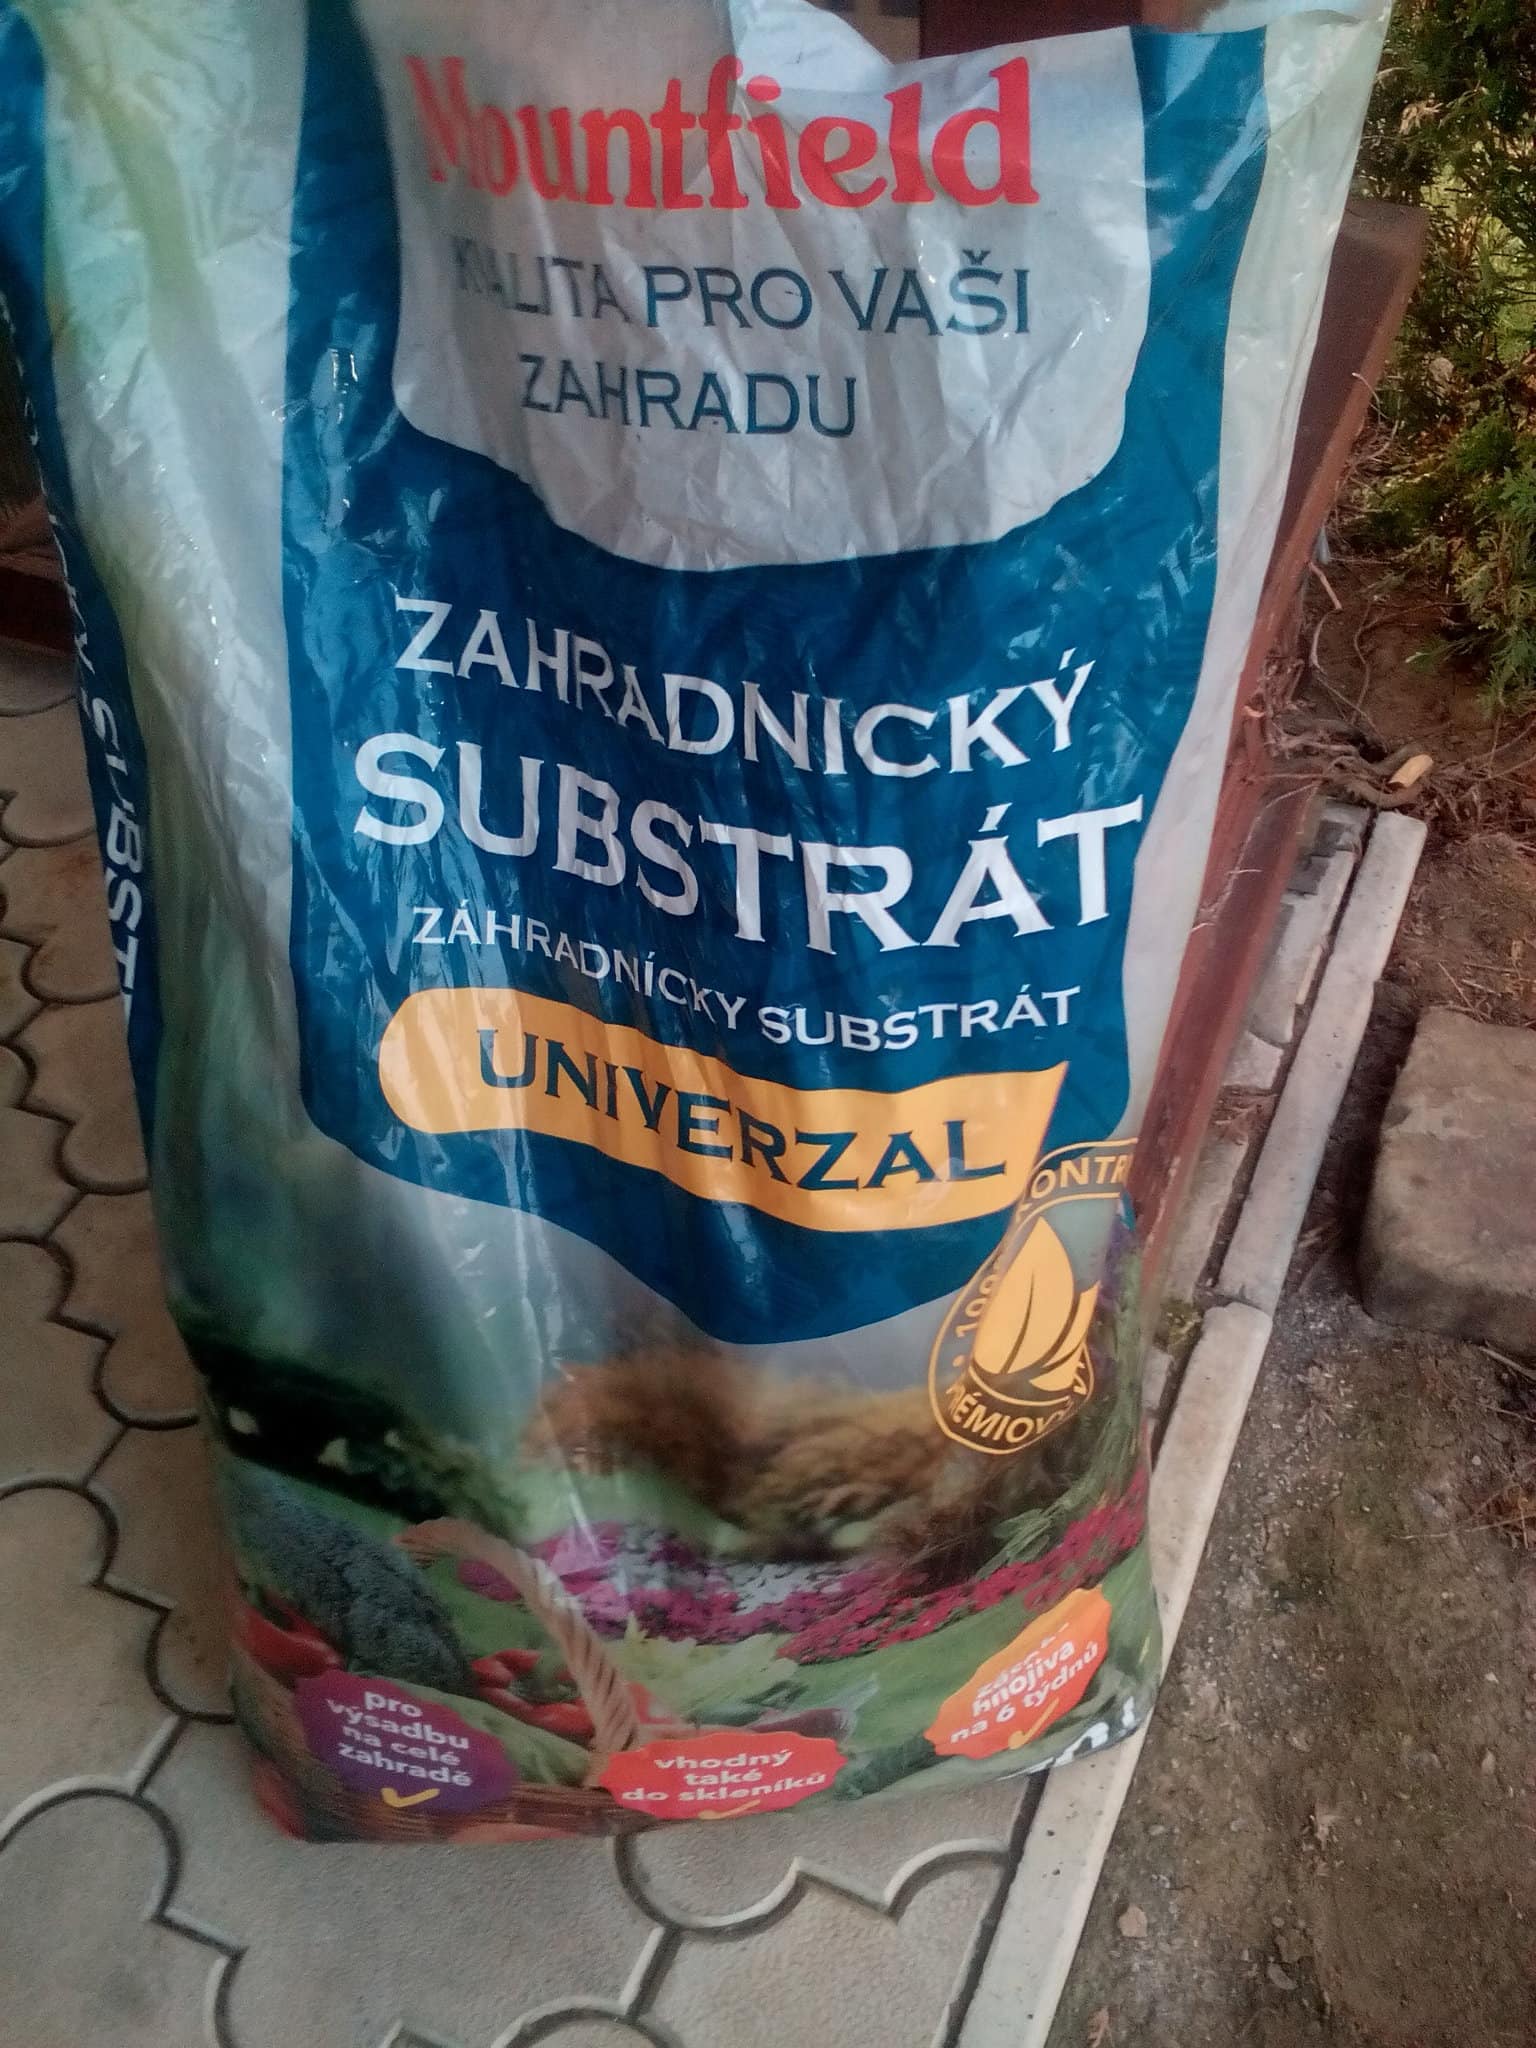 Mountfield
KVALITA PRO VAŠI
ZAHRADU
ZAHRADNICKÝ
SUBSTRÁT
ZÁHRADNÍCKY SUBSTRÁT
UNIVERZAL
pro
výsadbu
na celé
zahradě
vhodný
také
do skleníků
hnojiva
na 6 týdnů
SUBST